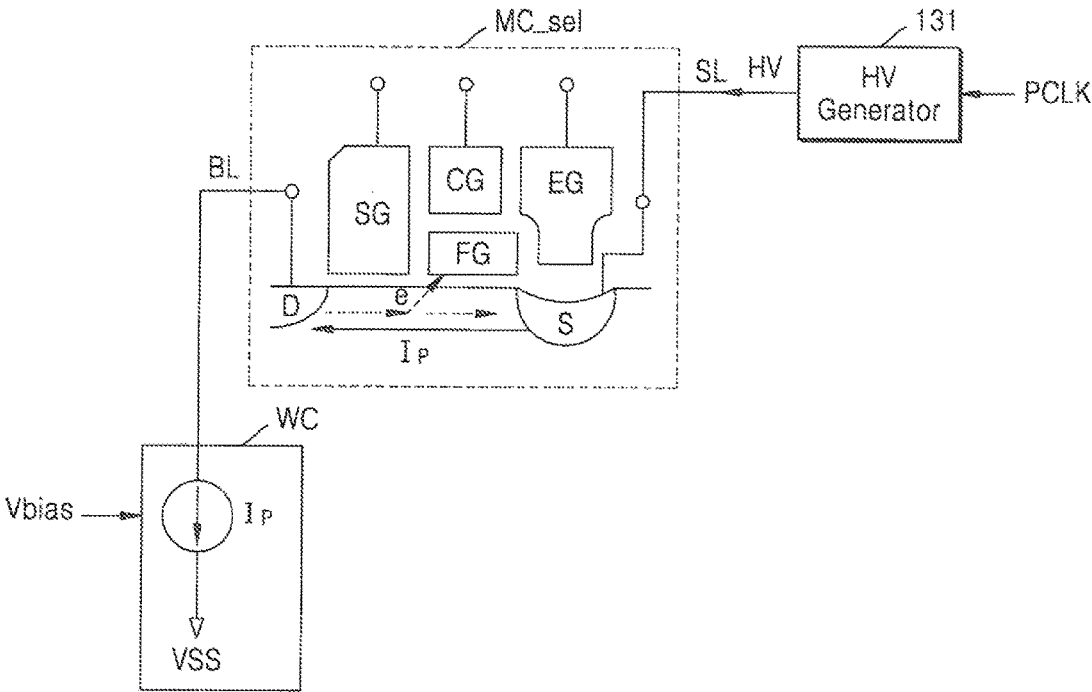 MC_sel
131
SL HV
HV
Generator
PCLK
BL
SG
CG
EG
FG
D
e
S
IP
WC
Vbias
IP
VSS